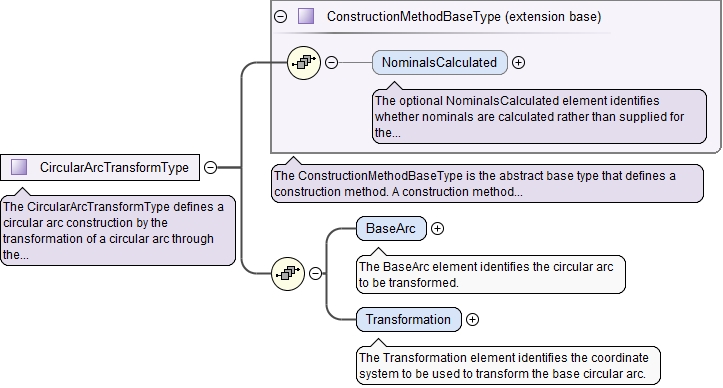 ConstructionMethodBaseType (extension base)
NominalsCalculated
The optional NominalsCalculated element identifies
whether nominals are calculated rather than supplied for
the...
CircularArcTransformType
The ConstructionMethodBaseType is the abstract base type that defines a
construction method. A construction method...
The CircularArcTransformType defines a
circular arc construction by the
transformation of a circular arc through
the...
BaseArc
The BaseArc element identifies the circular arc
to be transformed.
Transformation
The Transformation element identifies the coordinate
system to be used to transform the base circular arc.